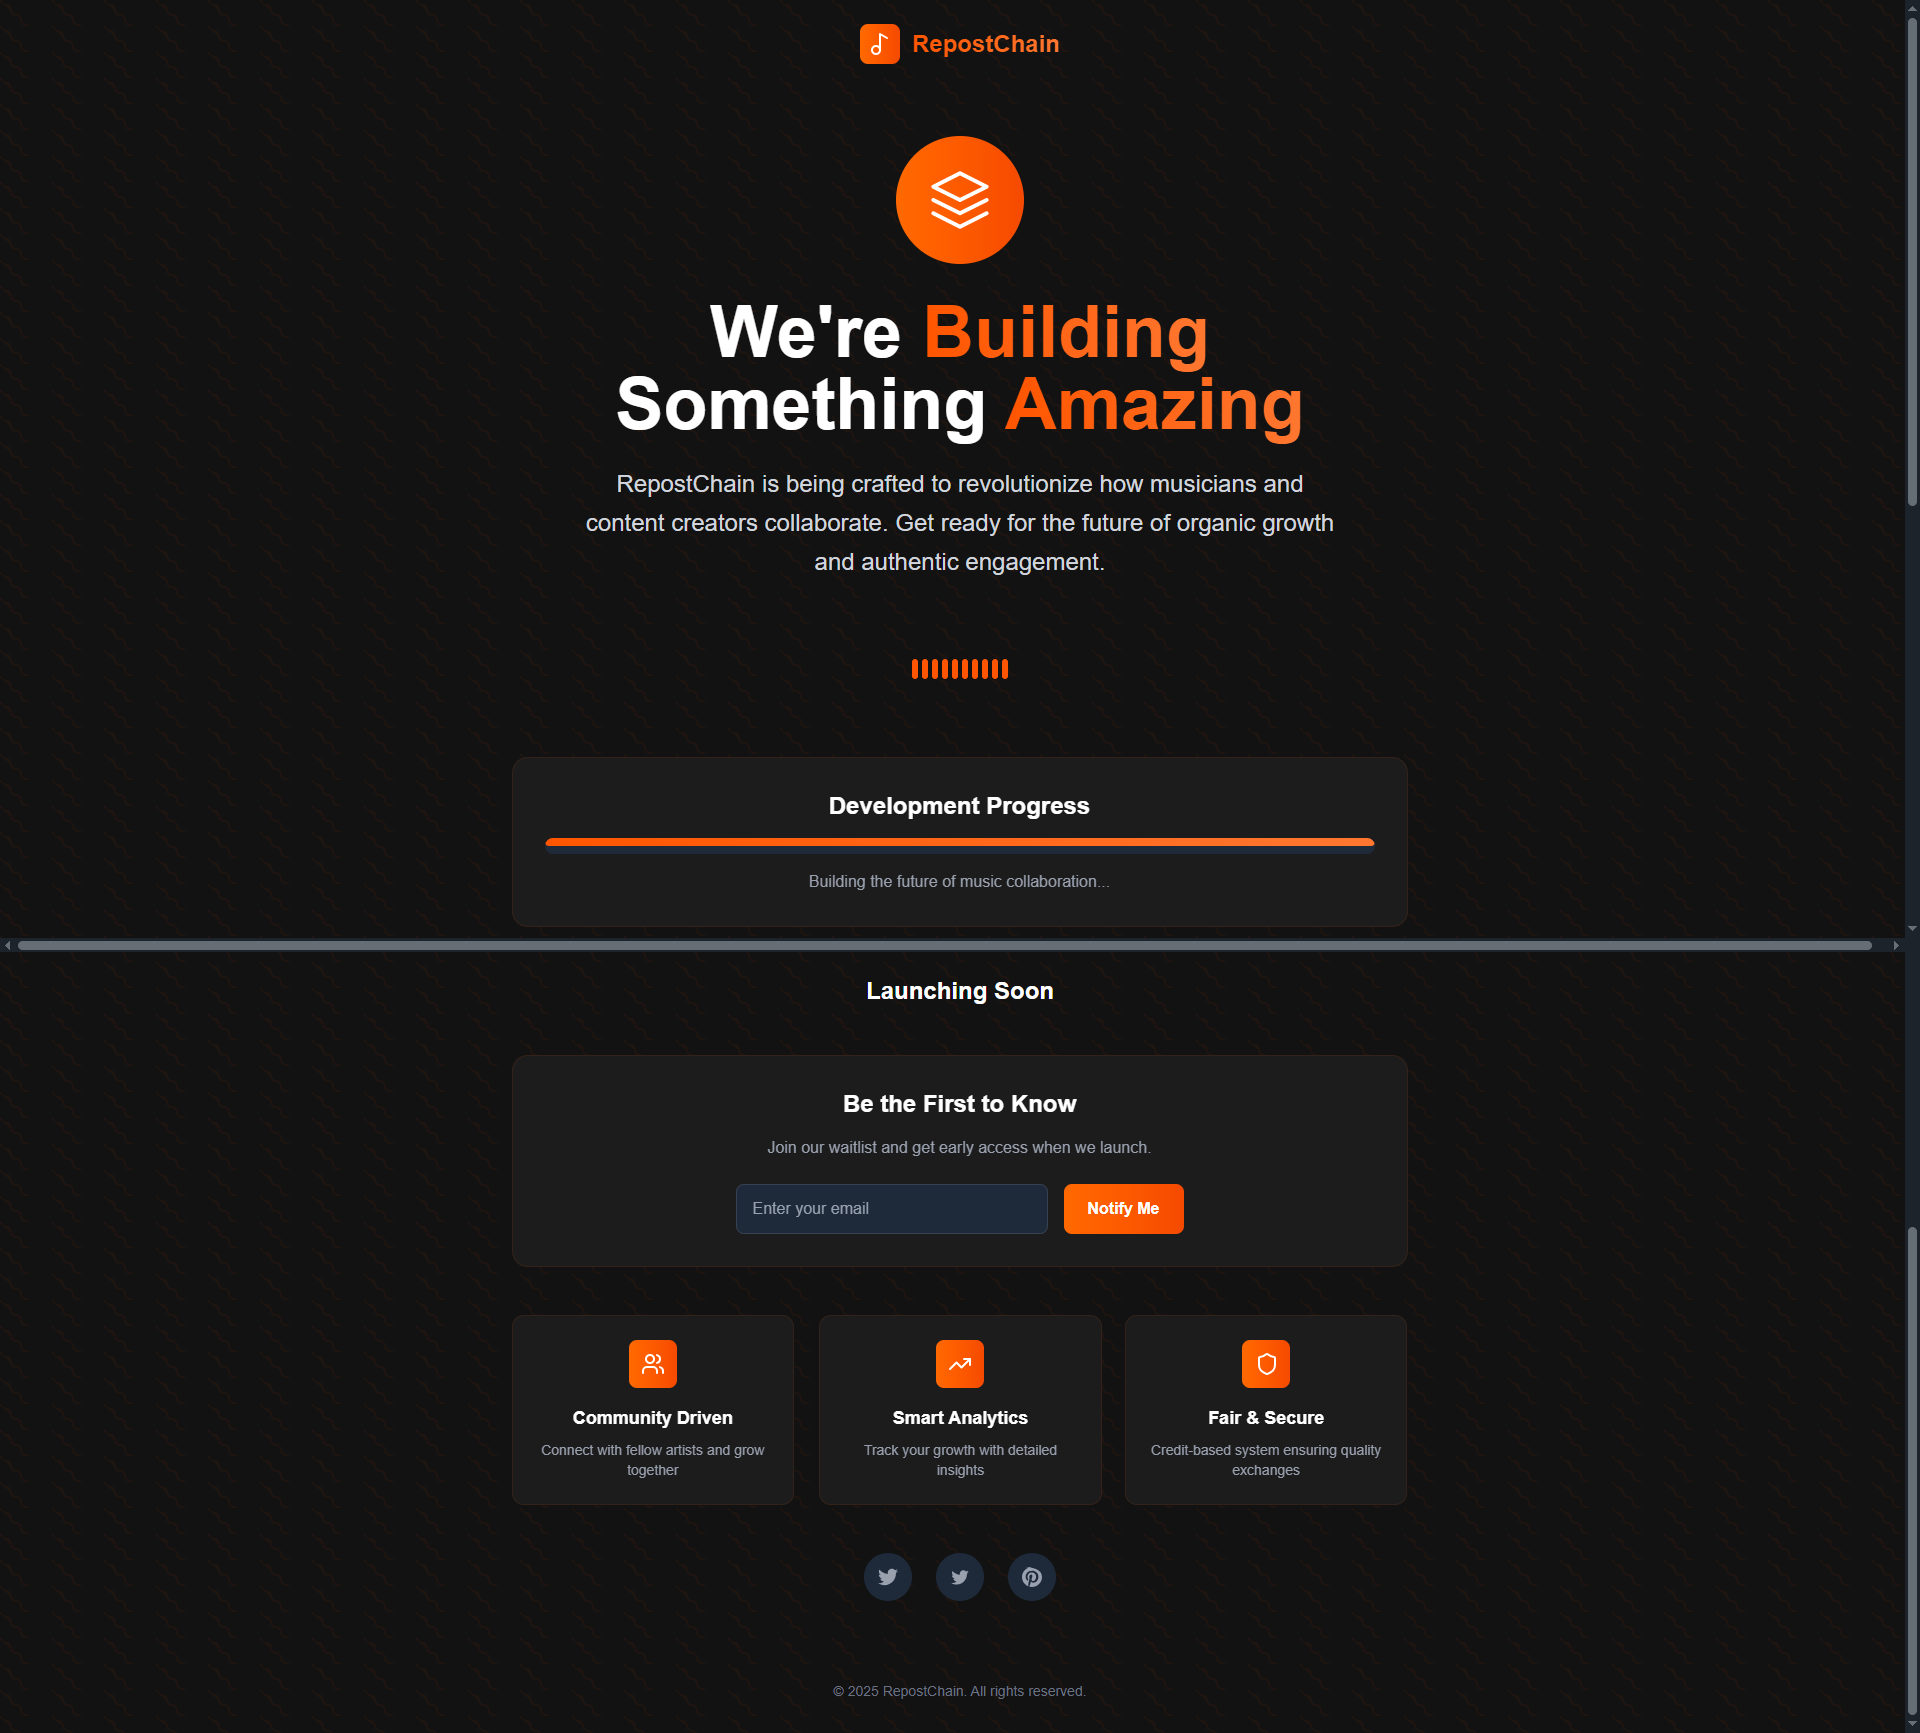 RepostChain
We're Building
Something Amazing
RepostChain is being crafted to revolutionize how musicians and
content creators collaborate. Get ready for the future of organic growth
and authentic engagement.
Development Progress
Building the future of music collaboration...
Launching Soon
Be the First to Know
Join our waitlist and get early access when we launch.
Enter your email
Notify Me
Community Driven
Connect with fellow artists and grow
together
Smart Analytics
Track your growth with detailed
insights
Fair & Secure
Credit-based system ensuring quality
exchanges
© 2025 RepostChain. All rights reserved.